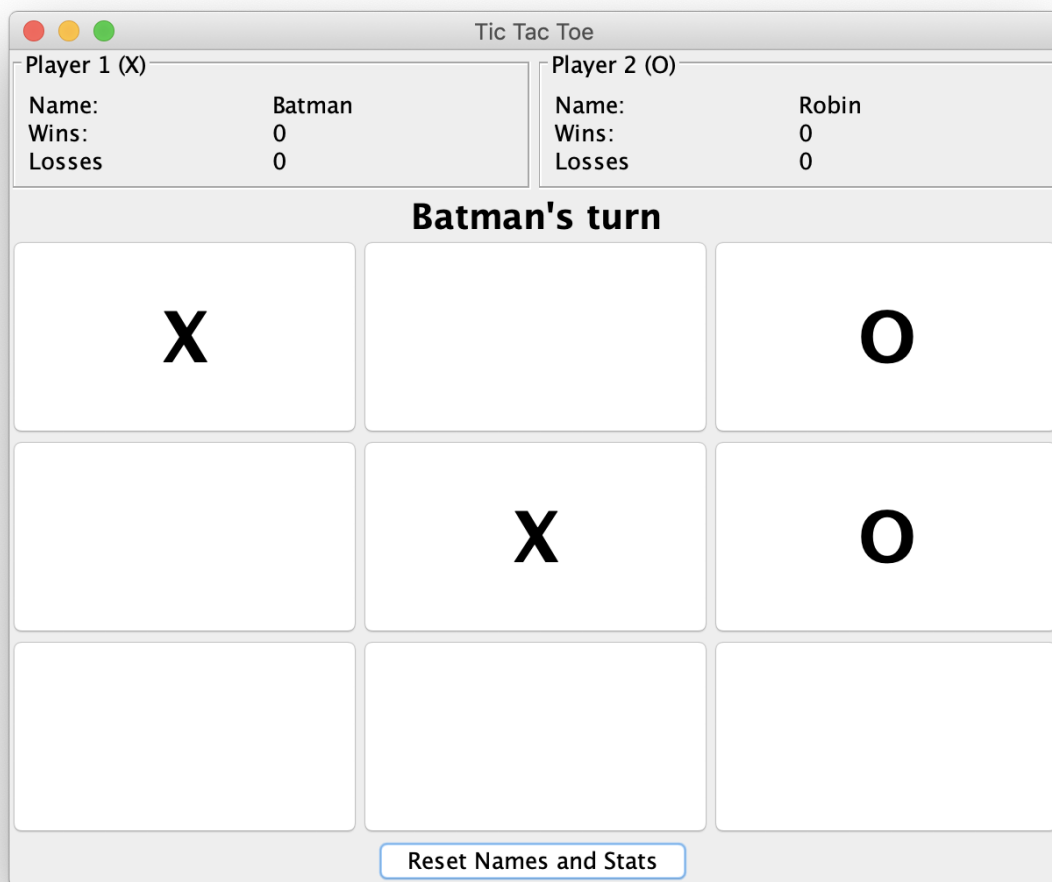 Tic Tac Toe
Player 1 (X)
Name: Batman
Wins: 0
Losses 0
Player 2 (O)
Name: Robin
Wins: 0
Losses 0
Batman's turn
X O
X O
Reset Names and Stats